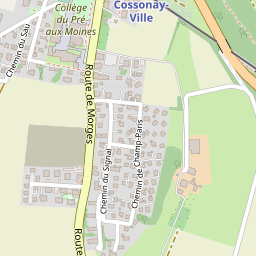 Collège
du Pré
aux Moines
Cossonay-
Ville
Chemin du Sau
Route de Morges
Chemin du Signal
Chemin de Champ-Paris
Route